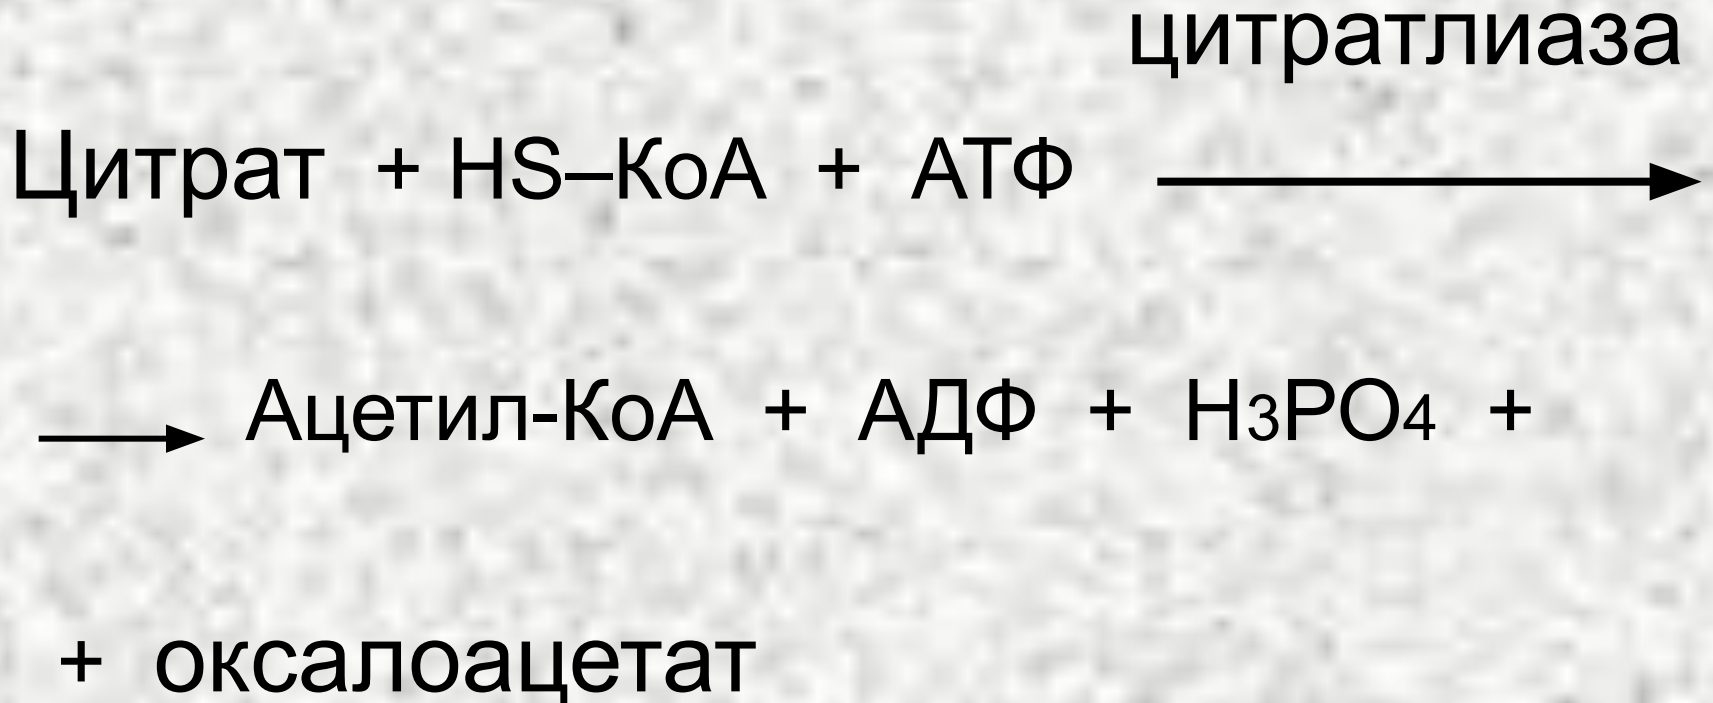 цитратлиаза
Цитрат + HS–КоА + АТФ
Ацетил-КоА + АДФ + H3PO4 +
+ оксалоацетат